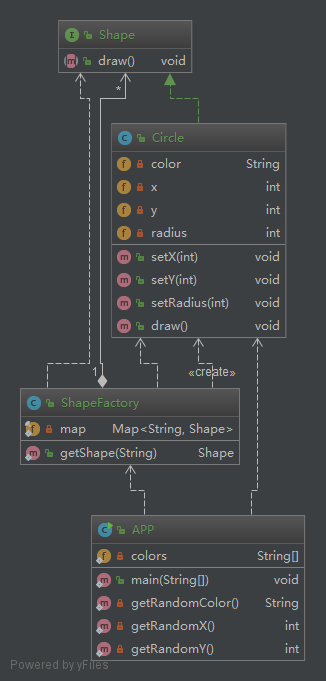 Shape
draw() void
*
Circle
color String
x int
y int
radius int
setX(int) void
setY(int) void
setRadius(int) void
draw() void
1 «create»
ShapeFactory
map Map<String, Shape>
getShape(String) Shape
APP
colors String[]
main(String[]) void
getRandomColor() String
getRandomX() int
getRandomY() int
Powered by yFiles